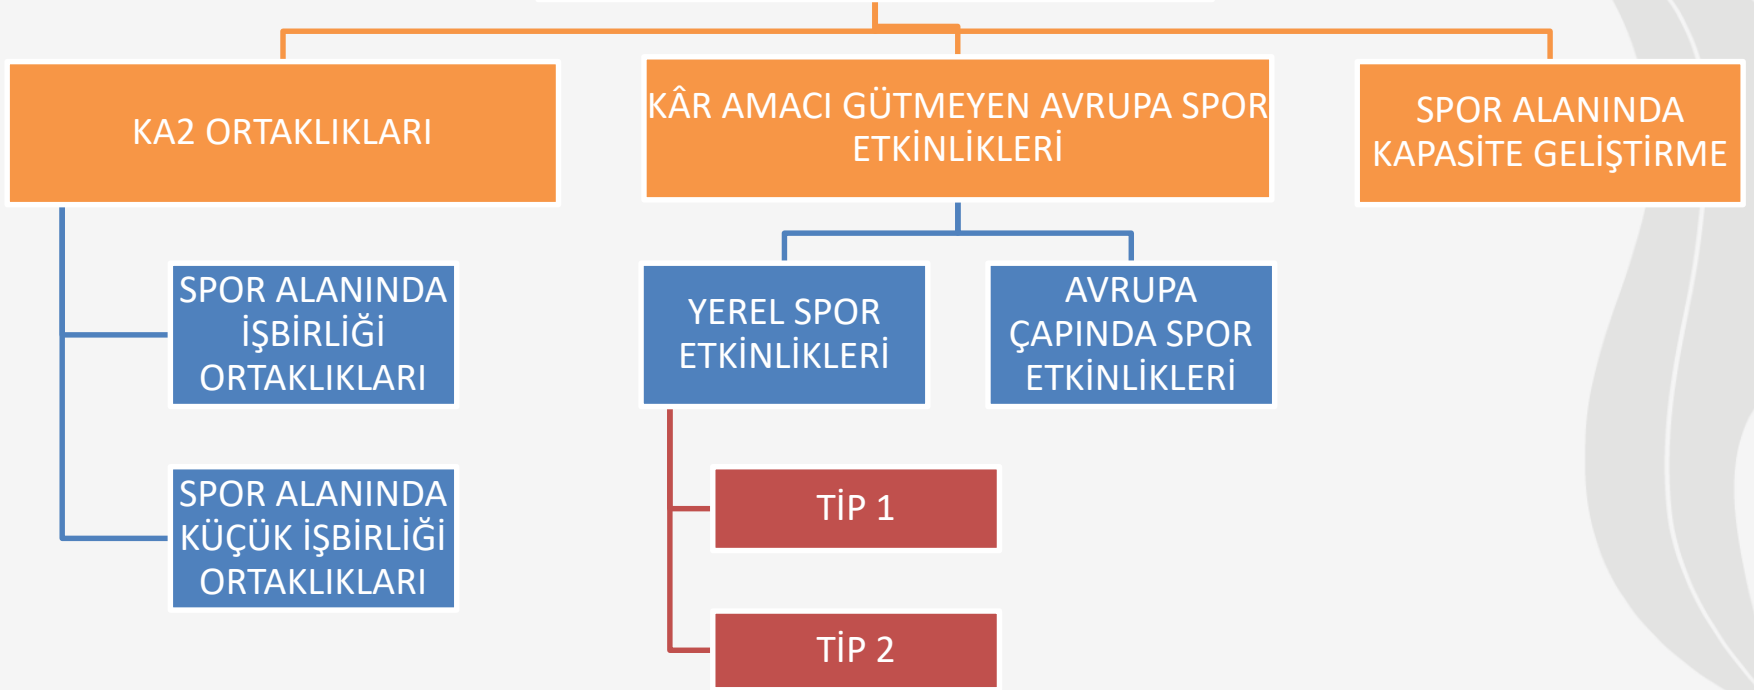 KA2 ORTAKLIKLARI
KÂR AMACI GÜTMEYEN AVRUPA SPOR
ETKİNLİKLERİ
SPOR ALANINDA
KAPASİTE GELİŞTİRME
SPOR ALANINDA
İŞBİRLİĞİ
ORTAKLIKLARI
YEREL SPOR
ETKİNLİKLERİ
AVRUPA
ÇAPINDA SPOR
ETKİNLİKLERİ
SPOR ALANINDA
KÜÇÜK İŞBİRLİĞİ
ORTAKLIKLARI
TİP 1
TİP 2